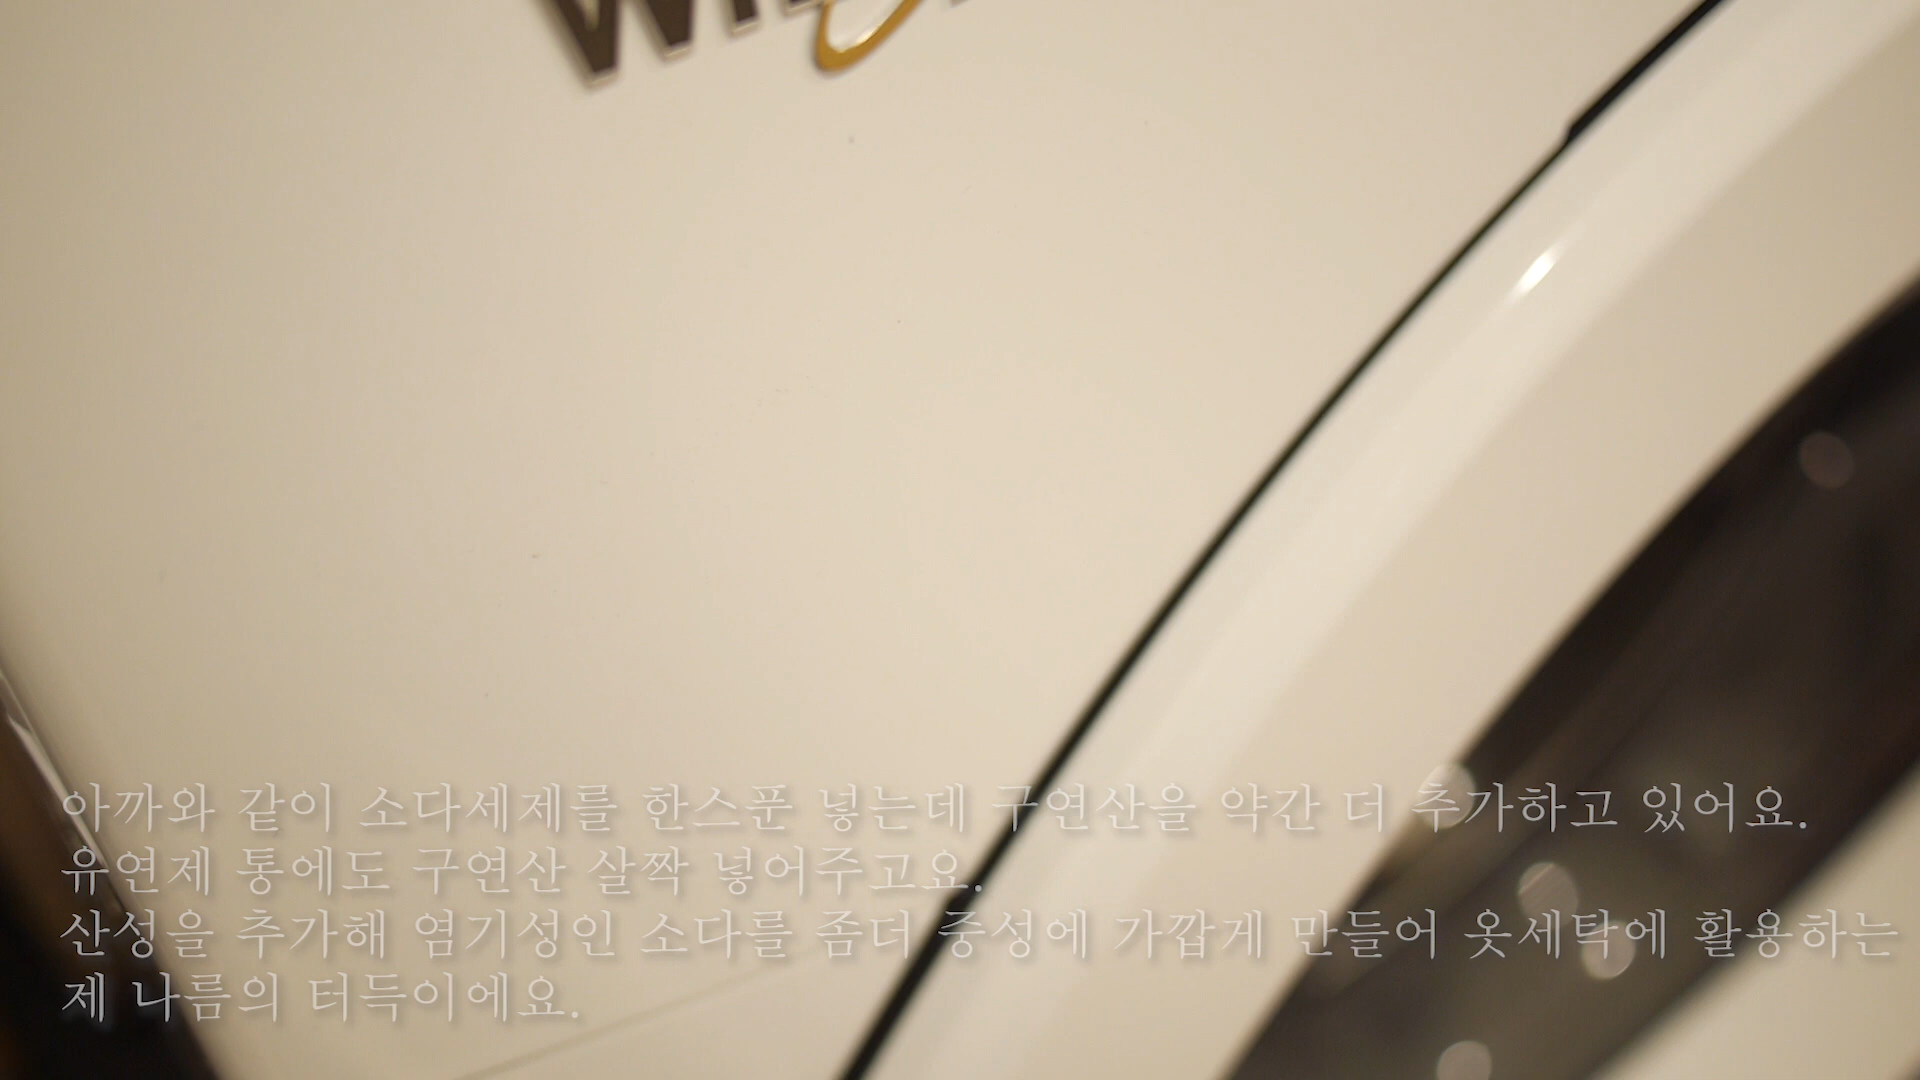 아까와 같이 소다세제를 한스푼 넣는데 구연산을 약간 더 추가하고 있어요.
유연제 통에도 구연산 살짝 넣어주고요.
산성을 추가해 염기성인 소다를 좀더 중성에 가깝게 만들어 옷세탁에 활용하는
제 나름의 터득이에요.